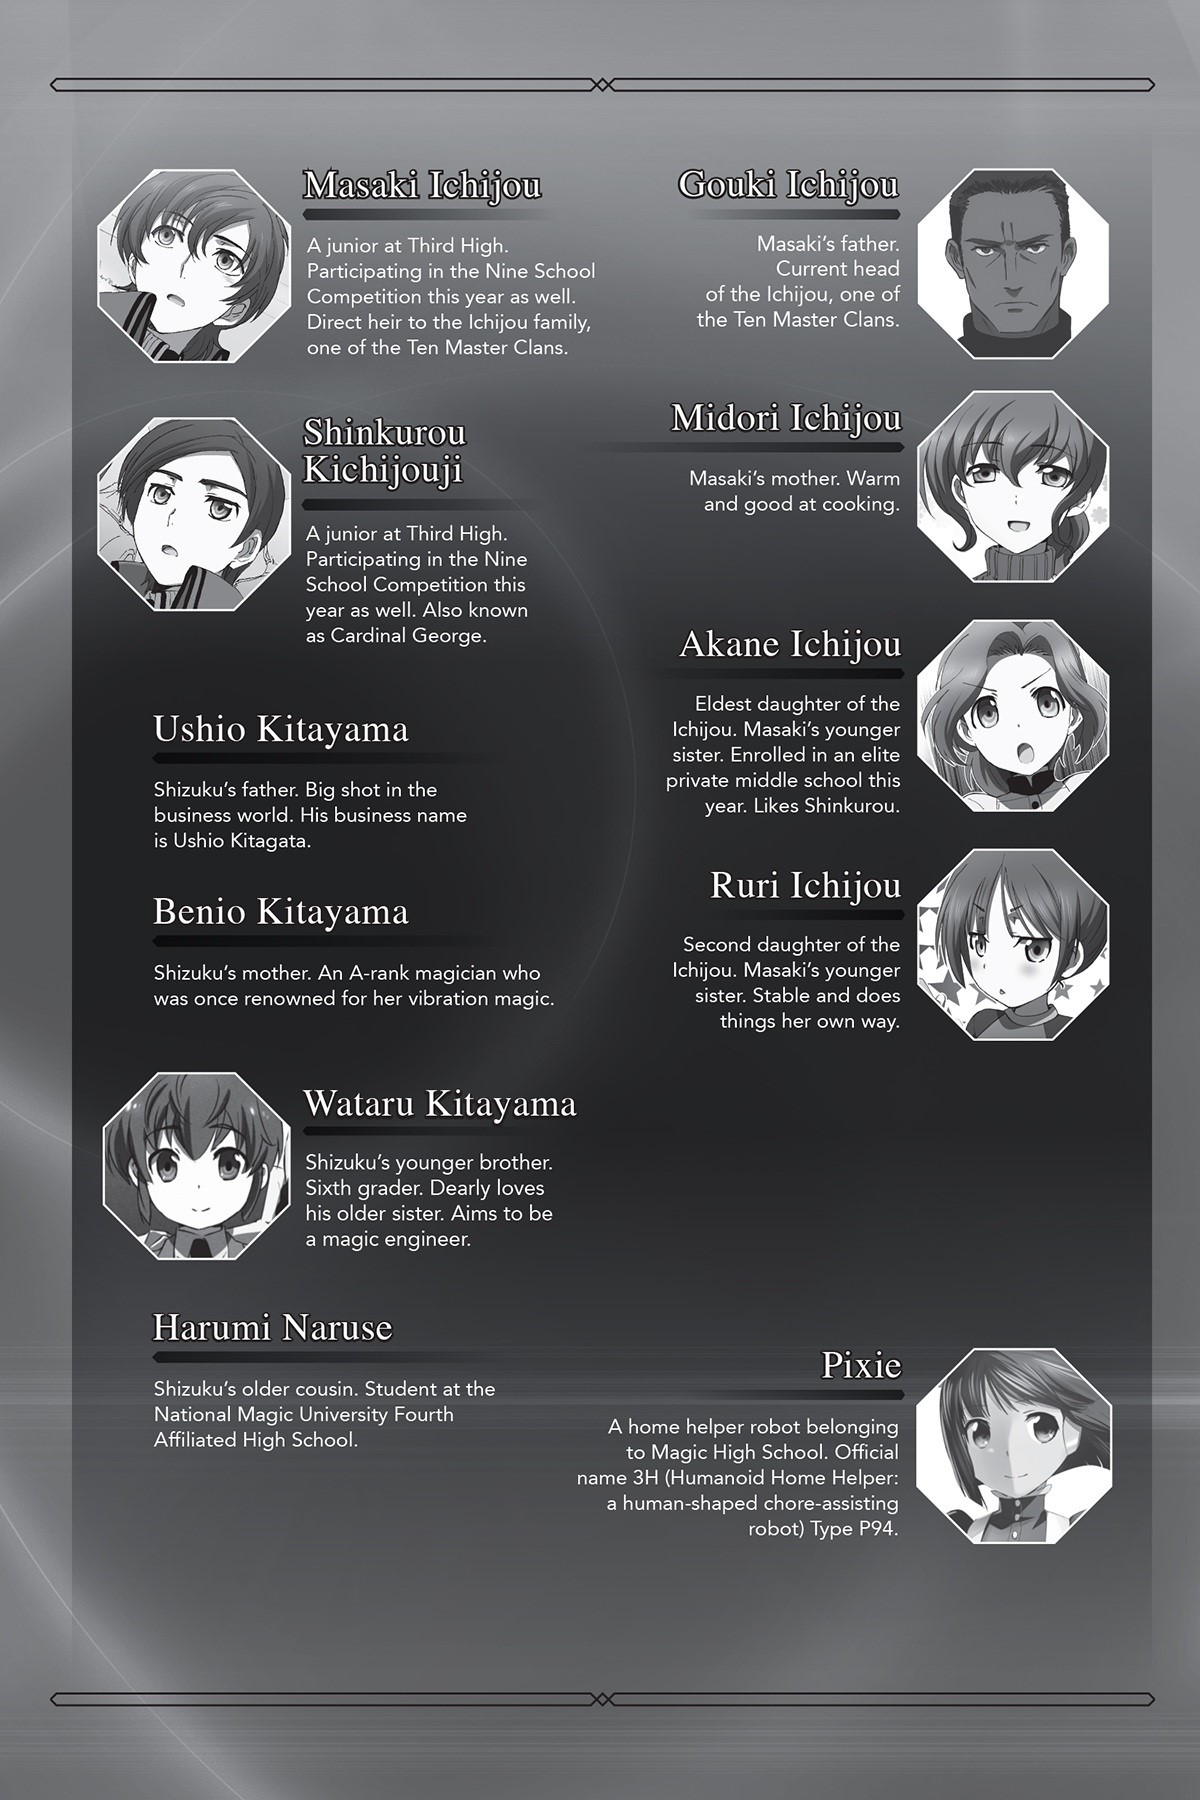 Masaki Ichijou
A junior at Third High.
Participating in the Nine School
Competition this year as well.
Direct heir to the Ichijou family,
one of the Ten Master Clans.
Shinkurou
Kichijouji
A junior at Third High.
Participating in the Nine
School Competition this
year as well. Also known
as Cardinal George.
Ushio Kitayama
Shizuku’s father. Big shot in the
business world. His business name
is Ushio Kitagata.
Benio Kitayama
Shizuku’s mother. An A-rank magician who
was once renowned for her vibration magic.
Wataru Kitayama
Shizuku’s younger brother.
Sixth grader. Dearly loves
his older sister. Aims to be
a magic engineer.
Harumi Naruse
Shizuku’s older cousin. Student at the
National Magic University Fourth
Affiliated High School.
Gouki Ichijou
Masaki’s father.
Current head
of the Ichijou, one of
the Ten Master Clans.
Midori Ichijou
Masaki’s mother. Warm
and good at cooking.
Akane Ichijou
Eldest daughter of the
Ichijou. Masaki’s younger
sister. Enrolled in an elite
private middle school this
year. Likes Shinkurou.
Ruri Ichijou
Second daughter of the
Ichijou. Masaki’s younger
sister. Stable and does
things her own way.
Pixie
A home helper robot belonging
to Magic High School. Official
name 3H (Humanoid Home Helper:
a human-shaped chore-assisting
robot) Type P94.